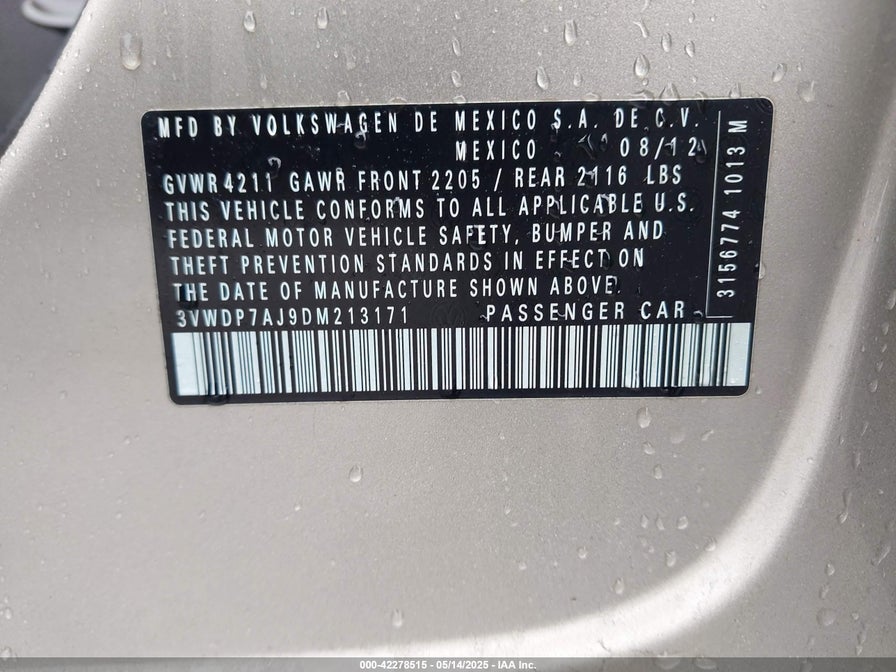 MFD BY VOLKSWAGEN DE MEXICO S.A. DE C.V.
MEXICO 08/12
GVWR 4211 GAWR FRONT 2205 / REAR 2116 LBS
THIS VEHICLE CONFORMS TO ALL APPLICABLE U.S.
FEDERAL MOTOR VEHICLE SAFETY, BUMPER AND
THEFT PREVENTION STANDARDS IN EFFECT ON
THE DATE OF MANUFACTURE SHOWN ABOVE.
3VWDP7AJ9DM213171 PASSENGER CAR
3156774 1013 M
000-42278515 - 05/14/2025 - IAA Inc.